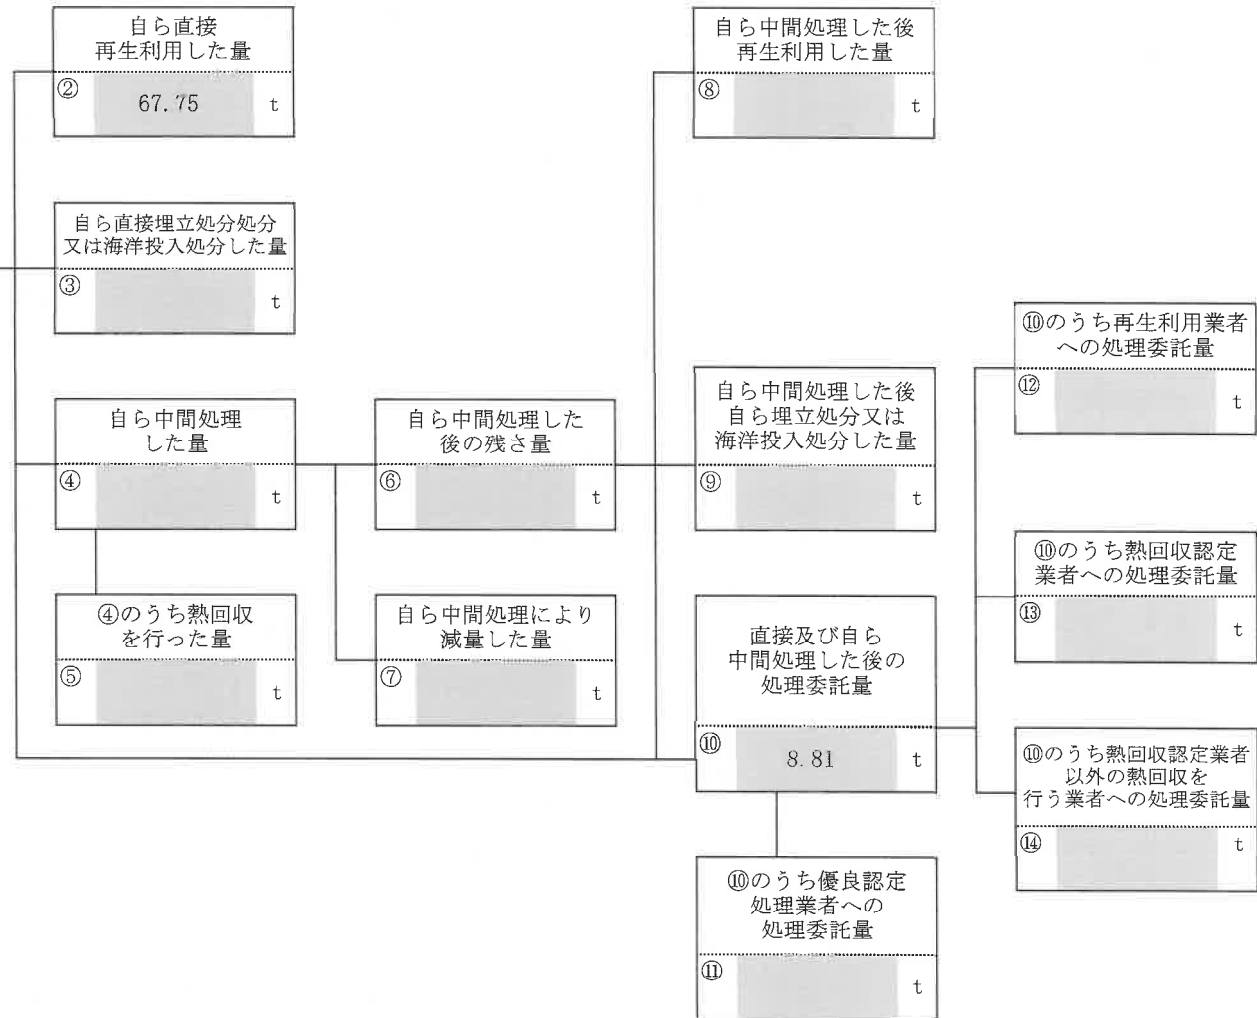 自ら直接
再生利用した量
②
67.75
t
自ら中間処理した後
再生利用した量
⑧
t
自ら直接埋立処分処分
又は海洋投入処分した量
③
t
⑩のうち再生利用業者
への処理委託量
⑫
t
自ら中間処理
した量
④
t
自ら中間処理した
後の残さ量
⑥
t
自ら中間処理した後
自ら埋立処分又は
海洋投入処分した量
⑨
t
⑩のうち熱回収認定
業者への処理委託量
⑬
t
④のうち熱回収
を行った量
⑤
t
自ら中間処理により
減量した量
⑦
t
直接及び自ら
中間処理した後の
処理委託量
⑩
8.81
t
⑩のうち熱回収認定業者
以外の熱回収を
行う業者への処理委託量
⑭
t
⑩のうち優良認定
処理業者への
処理委託量
⑪
t